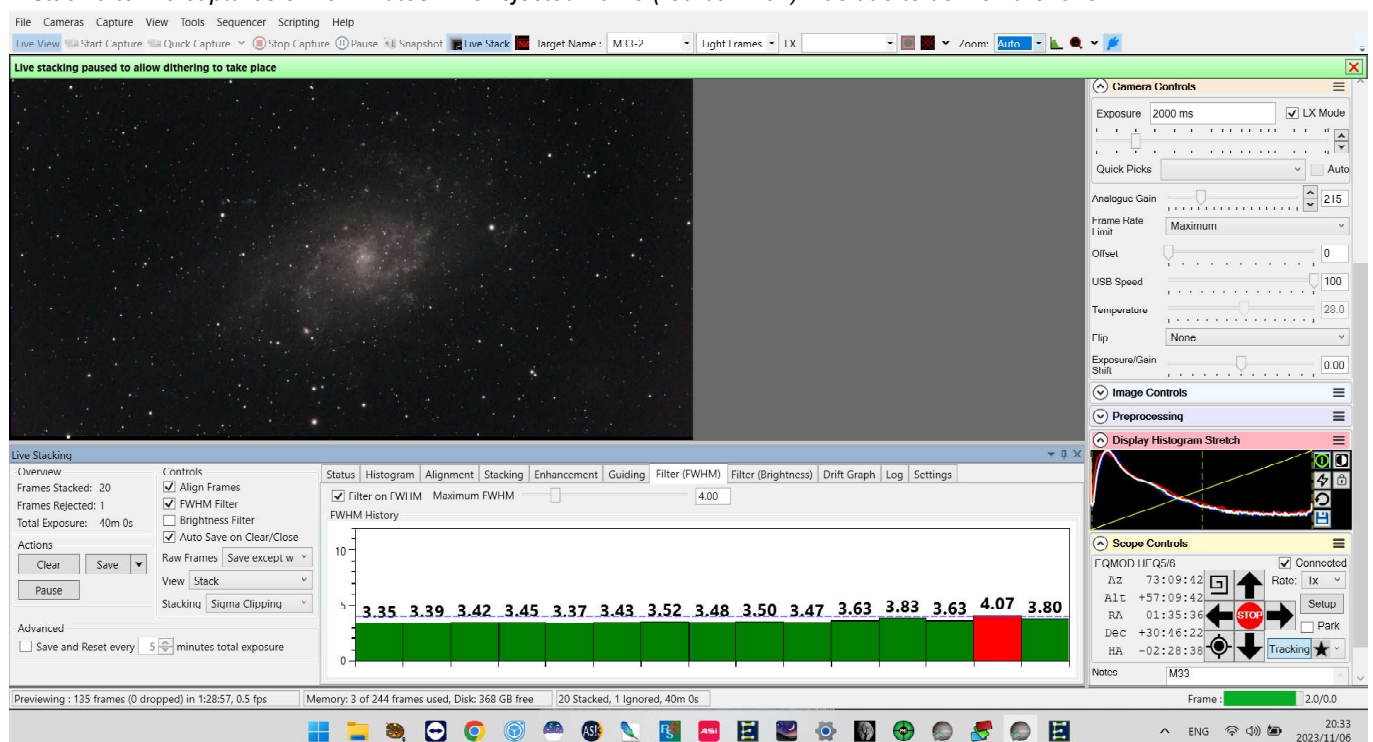 File Cameras Capture View Tools Sequencer Scripting Help
Live View Start Capture Quick Capture Stop Capture Pause Snapshot Live Stack Target Name : M33-2 Light Frames Zoom: Auto
Live stacking paused to allow dithering to take place
Camera Controls
Exposure 2000 ms LX Mode
Quick Picks Auto
Analogue Gain 215
Frame Rate Limit Maximum
Offset 0
USB Speed 100
Temperature 28.0
Flip None
Exposure/Gain Shift 0.00
Image Controls
Preprocessing
Display Histogram Stretch
Scope Controls
Connected
Az 73:09:42 Rate: 1x
Alt +57:09:42 Setup
RA 01:35:36 STOP Park
Dec +30:46:22
HA -02:28:38 Tracking
Notes M33
Live Stacking
Overview
Frames Stacked: 20
Frames Rejected: 1
Total Exposure: 40m 0s
Actions
Clear Save
Pause
Advanced
Save and Reset every 5 minutes total exposure
Controls
Align Frames
FWHM Filter
Brightness Filter
Auto Save on Clear/Close
Raw Frames Save except w
View Stack
Stacking Sigma Clipping
Status Histogram Alignment Stacking Enhancement Guiding Filter (FWHM) Filter (Brightness) Drift Graph Log Settings
Filter on FWHM Maximum FWHM 4.00
FWHM History
10
5
0
3.35 3.39 3.42 3.45 3.37 3.43 3.52 3.48 3.50 3.47 3.63 3.83 3.63 4.07 3.80
Previewing : 135 frames (0 dropped) in 1:28:57, 0.5 fps Memory: 3 of 244 frames used, Disk: 368 GB free 20 Stacked, 1 Ignored, 40m 0s Frame : 2.0/0.0
ENG 20:33
2023/11/06